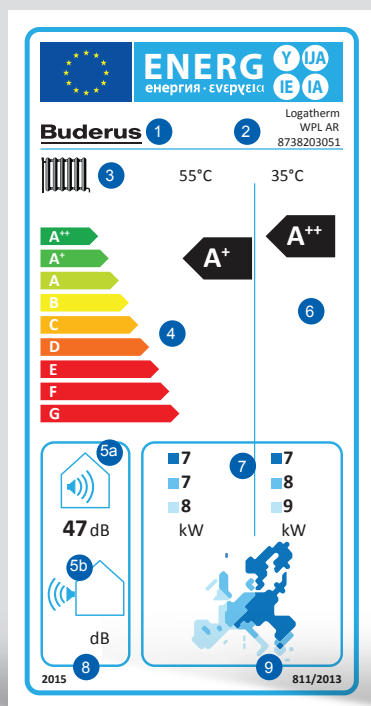 ENERG Y IJA
енергия · ενεργεια IE IA
Logatherm
Buderus 1 2 WPL AR
8738203051
3 55°C 35°C
A++ A++
A+ A+
A
B
C 6
D 4
E
F
G
5a 7 7 7
7 8
8 9
47 dB kW kW
5b
dB
8 9
2015 811/2013